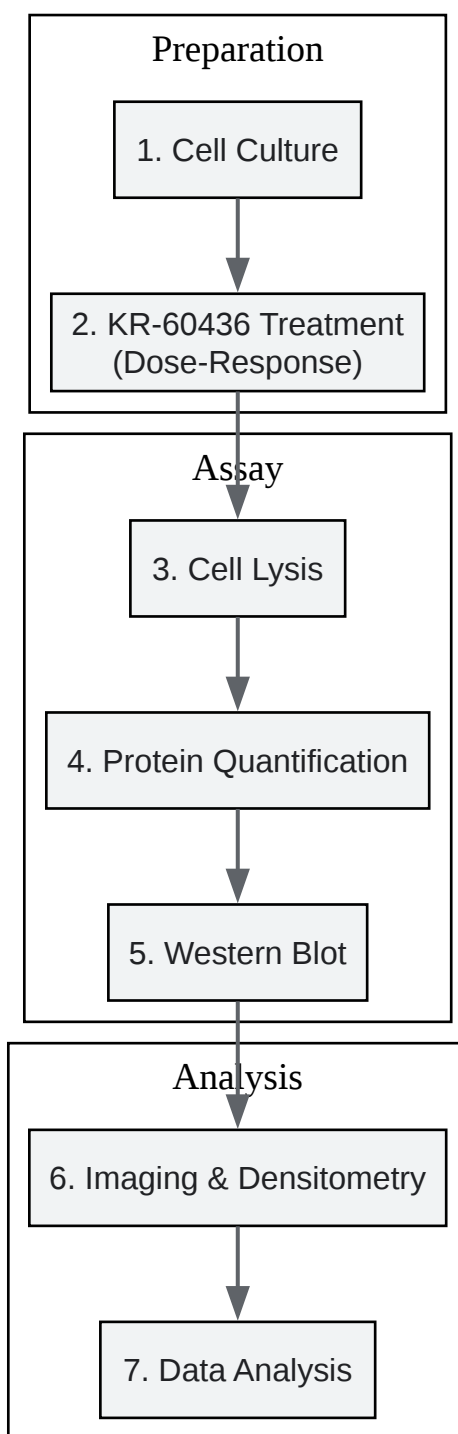 Preparation
1. Cell Culture
2. KR-60436 Treatment
(Dose-Response)
Assay
3. Cell Lysis
4. Protein Quantification
5. Western Blot
Analysis
6. Imaging & Densitometry
7. Data Analysis